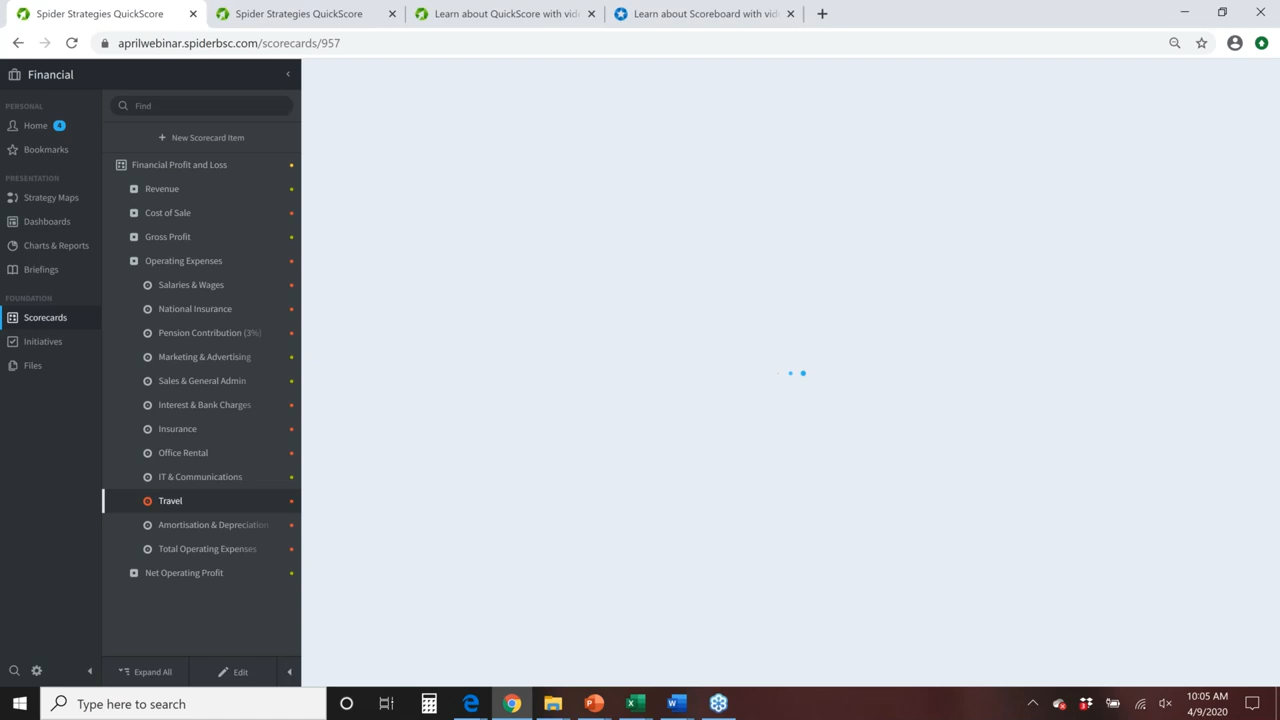 Spider Strategies QuickScore
Spider Strategies QuickScore
Learn about QuickScore with vide
Learn about Scoreboard with vide
aprilwebinar.spiderbsc.com/scorecards/957
Financial
PERSONAL
Home 4
Bookmarks
PRESENTATION
Strategy Maps
Dashboards
Charts & Reports
Briefings
FOUNDATION
Scorecards
Initiatives
Files
Find
New Scorecard Item
Financial Profit and Loss
Revenue
Cost of Sale
Gross Profit
Operating Expenses
Salaries & Wages
National Insurance
Pension Contribution (3%)
Marketing & Advertising
Sales & General Admin
Interest & Bank Charges
Insurance
Office Rental
IT & Communications
Travel
Amortisation & Depreciation
Total Operating Expenses
Net Operating Profit
Expand All
Edit
Type here to search
10:05 AM
4/9/2020